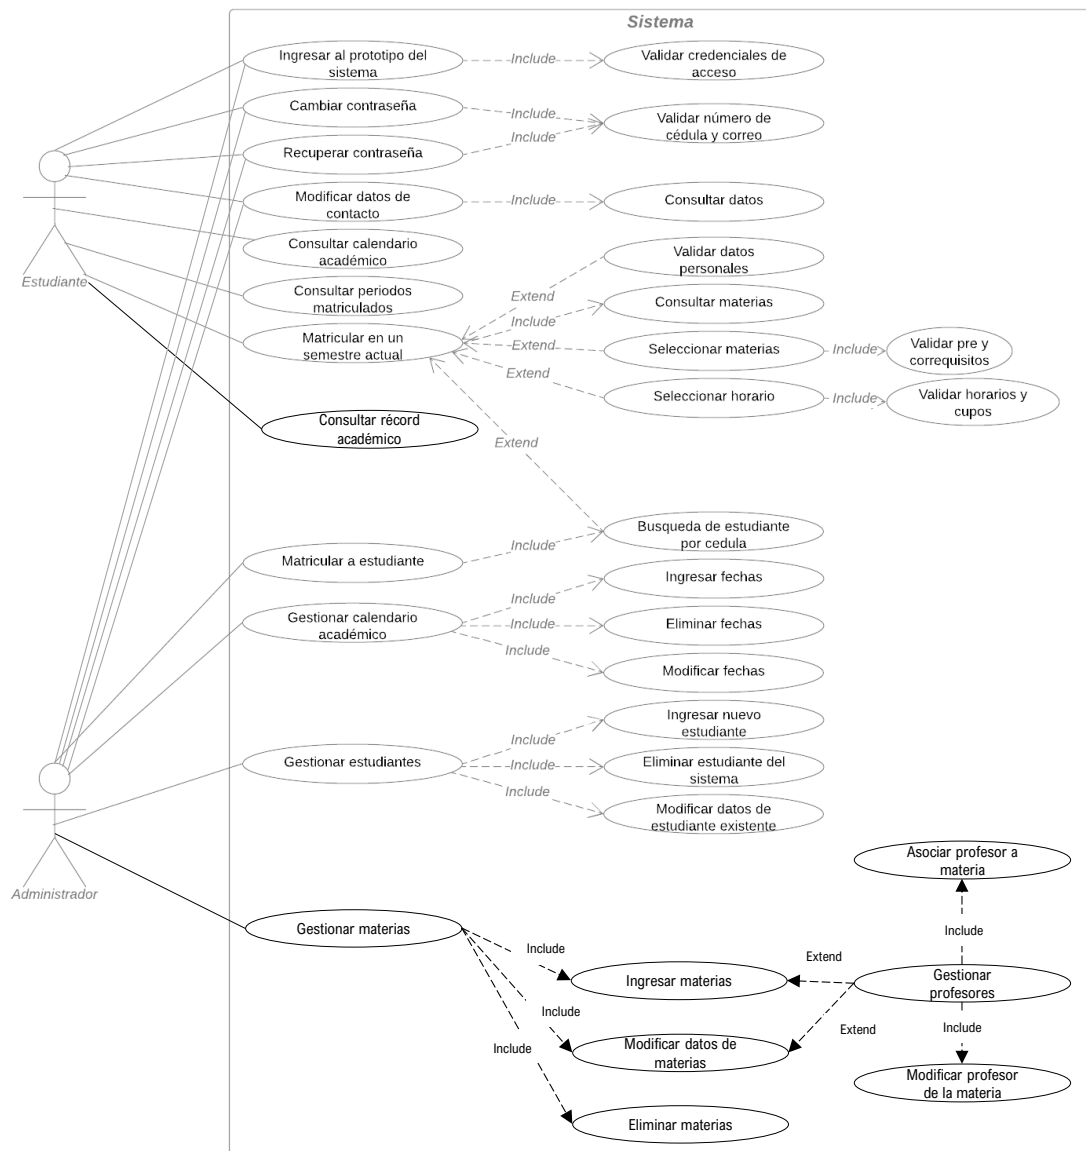 Sistema
Ingresar al prototipo del
sistema
Include
Validar credenciales de
acceso
Cambiar contraseña
Include
Validar número de
cédula y correo
Include
Recuperar contraseña
Modificar datos de
contacto
Include
Consultar datos
Consultar calendario
académico
Validar datos
personales
Estudiante
Consultar periodos
matriculados
Extend
Include
Consultar materias
Matricular en un
semestre actual
Extend
Seleccionar materias
Include
Validar pre y
correquisitos
Extend
Seleccionar horario
Include
Validar horarios y
cupos
Consultar récord
académico
Extend
Busqueda de estudiante
por cedula
Include
Matricular a estudiante
Ingresar fechas
Include
Gestionar calendario
académico
Include
Eliminar fechas
Include
Modificar fechas
Ingresar nuevo
estudiante
Include
Gestionar estudiantes
Include
Eliminar estudiante del
sistema
Include
Modificar datos de
estudiante existente
Administrador
Asociar profesor a
materia
Gestionar materias
Include
Include
Extend
Ingresar materias
Gestionar
profesores
Include
Include
Extend
Include
Modificar datos de
materias
Modificar profesor
de la materia
Eliminar materias